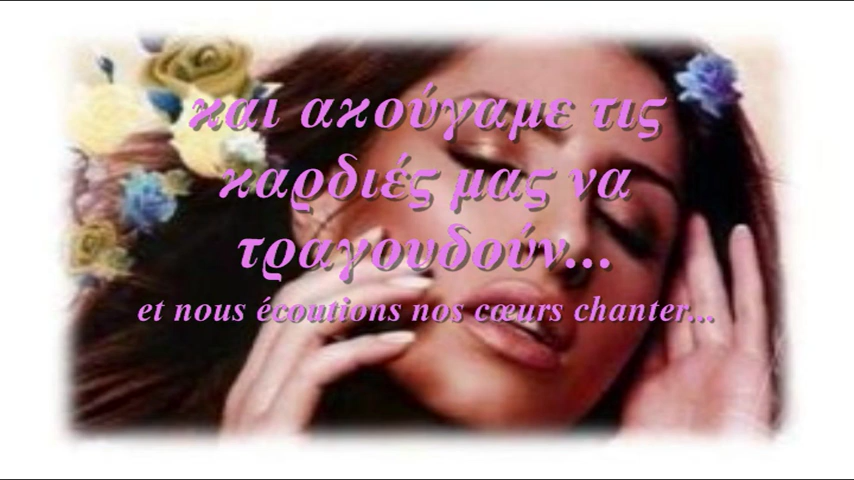 και ακούγαμε τις
καρδιές μας να
τραγουδούν...
et nous écoutions nos cœurs chanter...